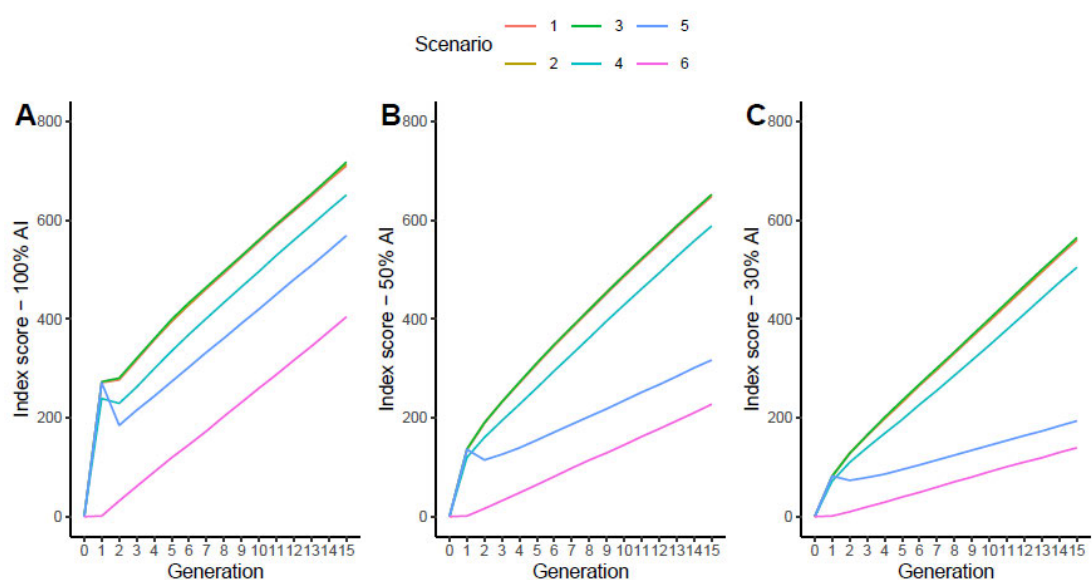 Scenario
1 3 5
2 4 6
A
Index score − 100% AI
800
600
400
200
0
0 1 2 3 4 5 6 7 8 9 10 11 12 13 14 15
Generation
B
Index score − 50% AI
800
600
400
200
0
0 1 2 3 4 5 6 7 8 9 10 11 12 13 14 15
Generation
C
Index score − 30% AI
800
600
400
200
0
0 1 2 3 4 5 6 7 8 9 10 11 12 13 14 15
Generation